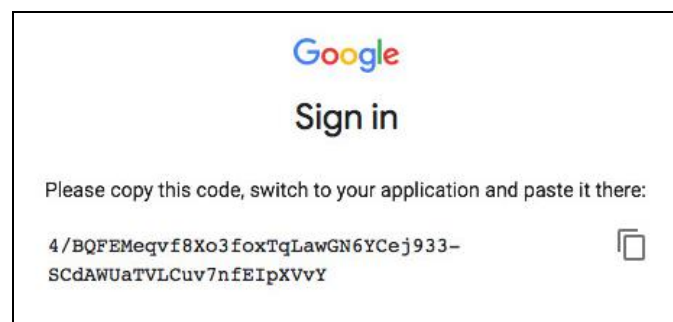 Google
Sign in
Please copy this code, switch to your application and paste it there:
4/BQFEMeqvf8Xo3foxTqLawGN6YCej933-
SCdAWUaTVLCuv7nfEIpXVvY